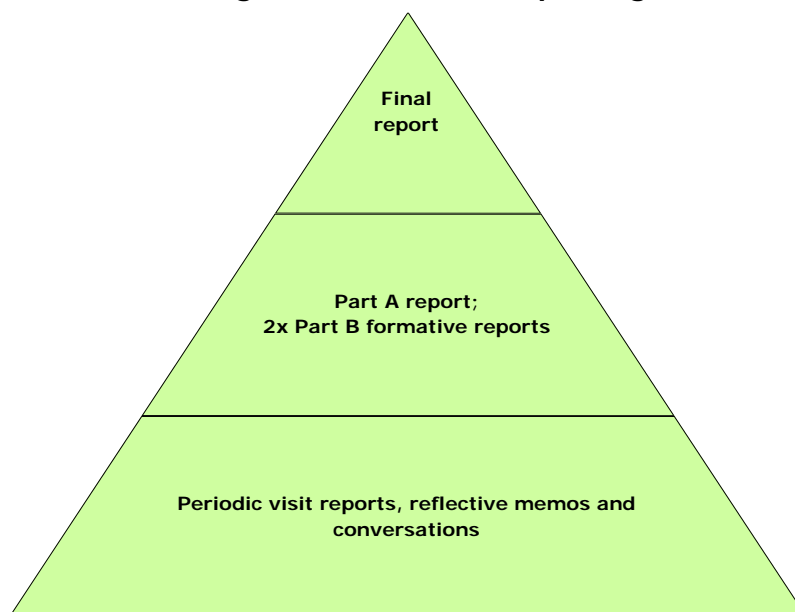 Final
report
Part A report;
2x Part B formative reports
Periodic visit reports, reflective memos and
conversations